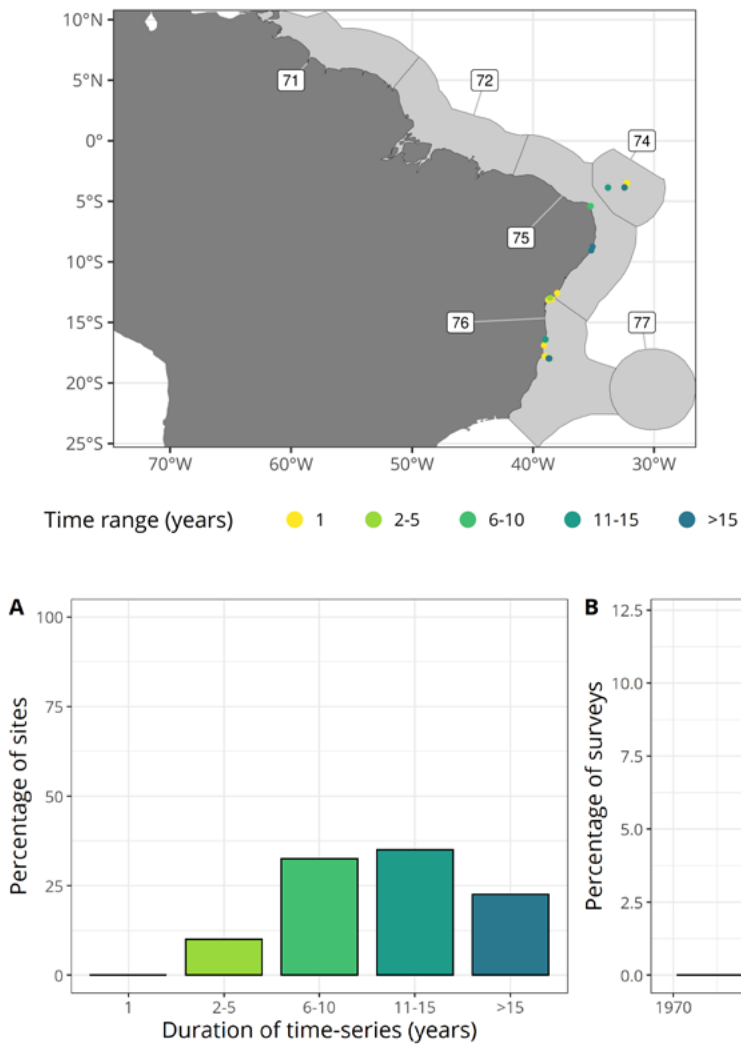 10°N
5°N
0°
5°S
10°S
15°S
20°S
25°S
71
72
74
75
76
77
70°W 60°W 50°W 40°W 30°W
Time range (years) 1 2-5 6-10 11-15 >15
A
Percentage of sites
100
75
50
25
0
1 2-5 6-10 11-15 >15
Duration of time-series (years)
B
Percentage of surveys
12.5
10.0
7.5
5.0
2.5
0.0
1970